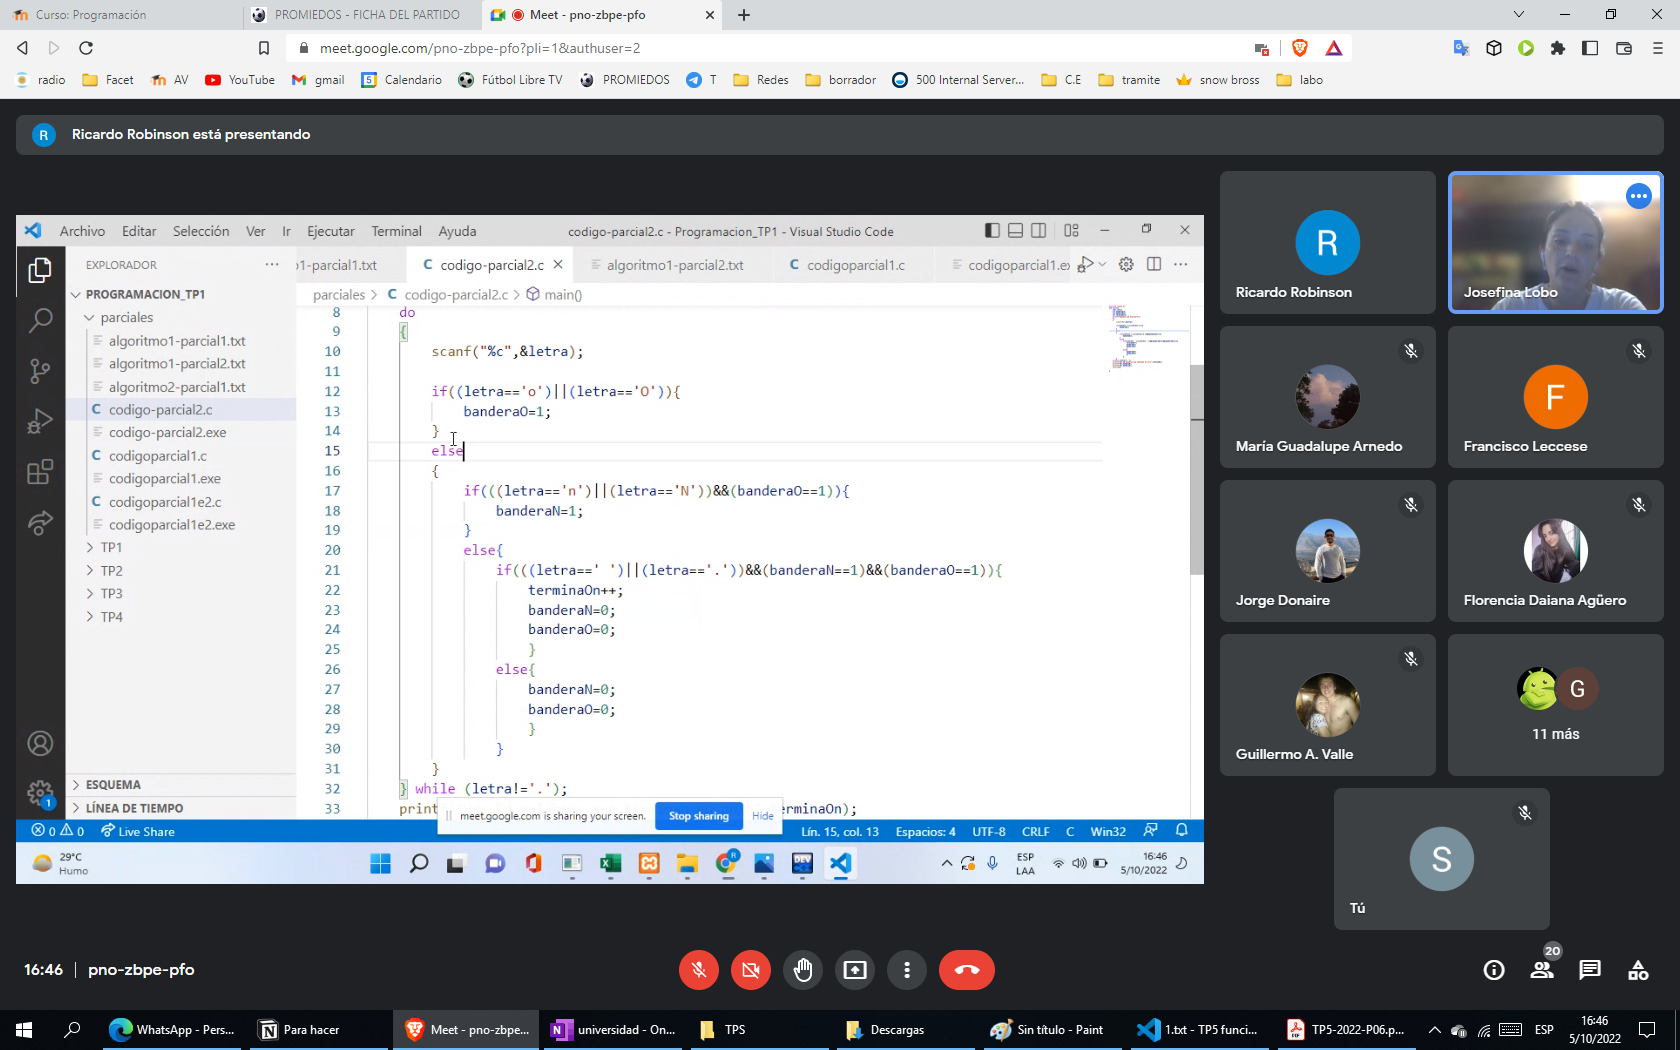 Curso: Programación
PROMIEDOS - FICHA DEL PARTIDO
Meet - pno-zbpe-pfo
meet.google.com/pno-zbpe-pfo?pli=1&authuser=2
radio Facet AV YouTube gmail Calendario Fútbol Libre TV PROMIEDOS T Redes borrador 500 Internal Server... C.E tramite snow bross labo
R Ricardo Robinson está presentando
Archivo Editar Selección Ver Ir Ejecutar Terminal Ayuda
codigo-parcial2.c - Programacion_TP1 - Visual Studio Code
EXPLORADOR
o1-parcial1.txt
codigo-parcial2.c
algoritmo1-parcial2.txt
codigoparcial1.c
codigoparcial1.ex
PROGRAMACION_TP1
parciales
algoritmo1-parcial1.txt
algoritmo1-parcial2.txt
algoritmo2-parcial1.txt
codigo-parcial2.c
codigo-parcial2.exe
codigoparcial1.c
codigoparcial1.exe
codigoparcial1e2.c
codigoparcial1e2.exe
TP1
TP2
TP3
TP4
ESQUEMA
LÍNEA DE TIEMPO
parciales > C codigo-parcial2.c > main()
8 do
9 {
10 scanf("%c",&letra);
11
12 if((letra=='o')||(letra=='O')){
13 banderaO=1;
14 }
15 else
16 {
17 if(((letra=='n')||(letra=='N'))&&(banderaO==1)){
18 banderaN=1;
19 }
20 else{
21 if(((letra==' ')||(letra=='.'))&&(banderaN==1)&&(banderaO==1)){
22 terminaOn++;
23 banderaN=0;
24 banderaO=0;
25 }
26 else{
27 banderaN=0;
28 banderaO=0;
29 }
30 }
31 }
32 } while (letra!='.');
33 print erminaOn);
meet.google.com is sharing your screen. Stop sharing Hide
0 0 Live Share
Lín. 15, col. 13 Espacios: 4 UTF-8 CRLF C Win32
29°C
Humo
DEV
ESP
LAA
16:46
5/10/2022
R
Ricardo Robinson
Josefina Lobo
María Guadalupe Arnedo
F
Francisco Leccese
Jorge Donaire
Florencia Daiana Agüero
Guillermo A. Valle
G
11 más
S
Tú
16:46 | pno-zbpe-pfo
20
WhatsApp - Pers...
Para hacer
Meet - pno-zbpe...
universidad - On...
TPS
Descargas
Sin título - Paint
1.txt - TP5 funci...
TP5-2022-P06.p...
ESP
16:46
5/10/2022